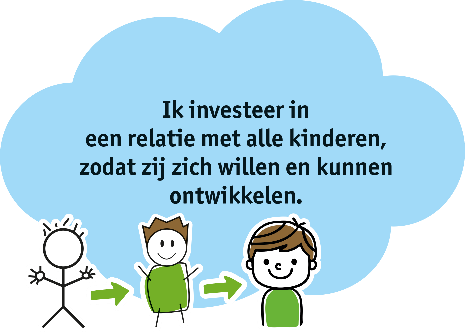 Ik investeer in
een relatie met alle kinderen,
zodat zij zich willen en kunnen
ontwikkelen.